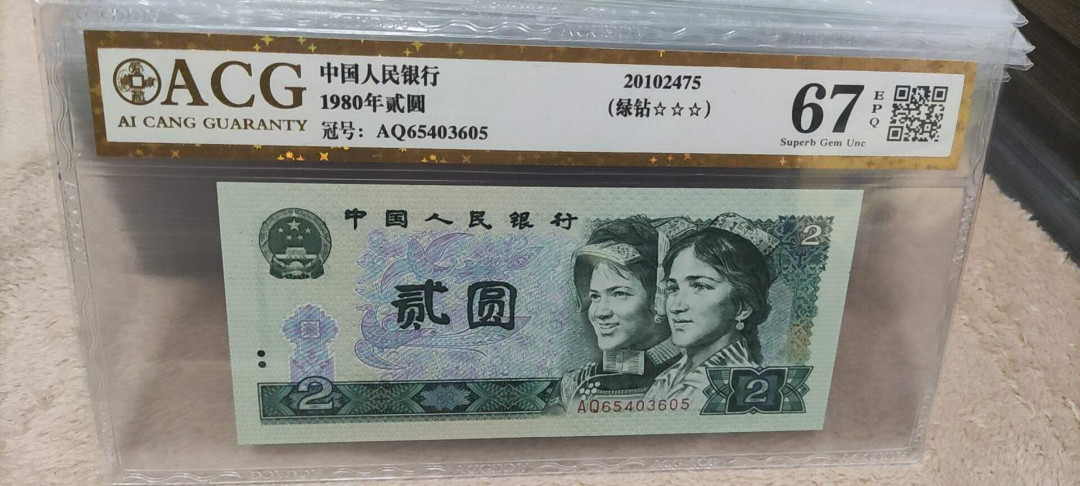 ACG
AI CANG GUARANTY
中国人民银行
1980年贰圆
冠号: AQ65403605
20102475
(绿钻☆☆☆)
67
EPQ
Superb Gem Unc
中国人民银行
2
贰圆
2
AQ65403605
2